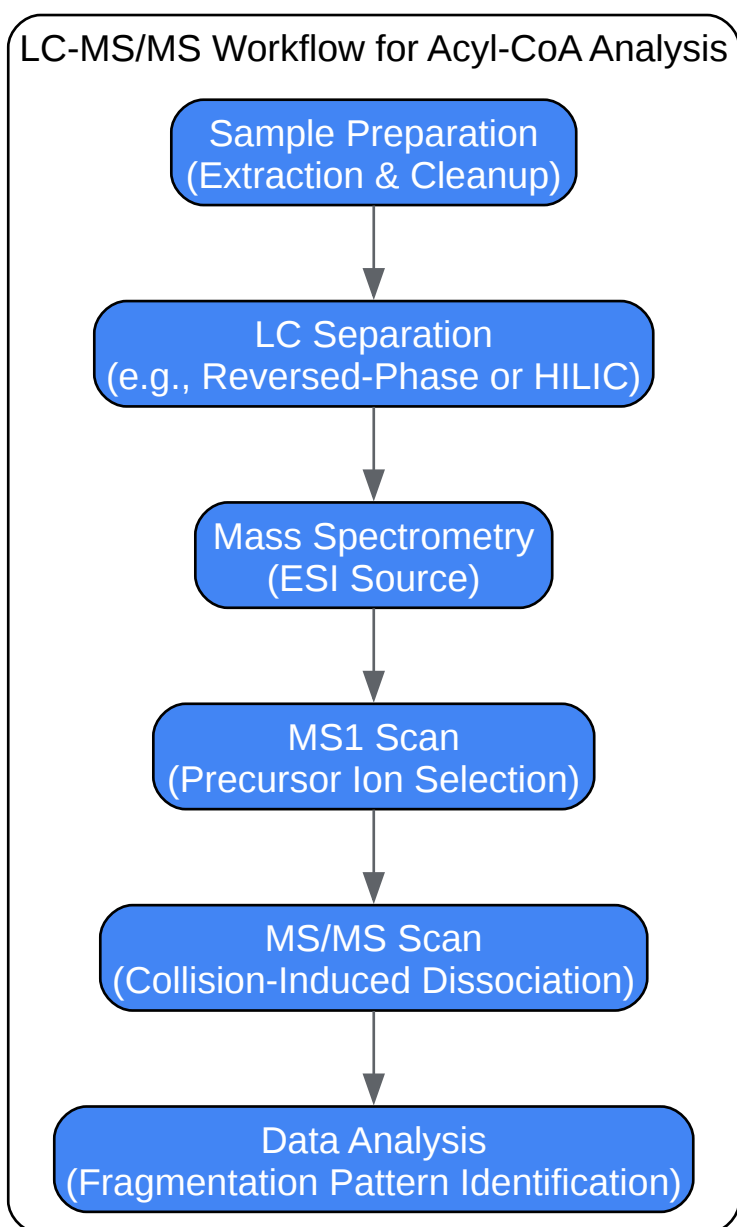 LC-MS/MS Workflow for Acyl-CoA Analysis
Sample Preparation
(Extraction & Cleanup)
LC Separation
(e.g., Reversed-Phase or HILIC)
Mass Spectrometry
(ESI Source)
MS1 Scan
(Precursor Ion Selection)
MS/MS Scan
(Collision-Induced Dissociation)
Data Analysis
(Fragmentation Pattern Identification)